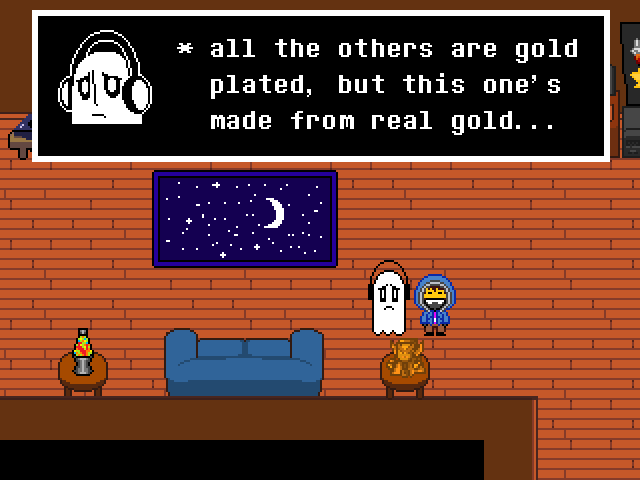 * all the others are gold
plated, but this one's
made from real gold...